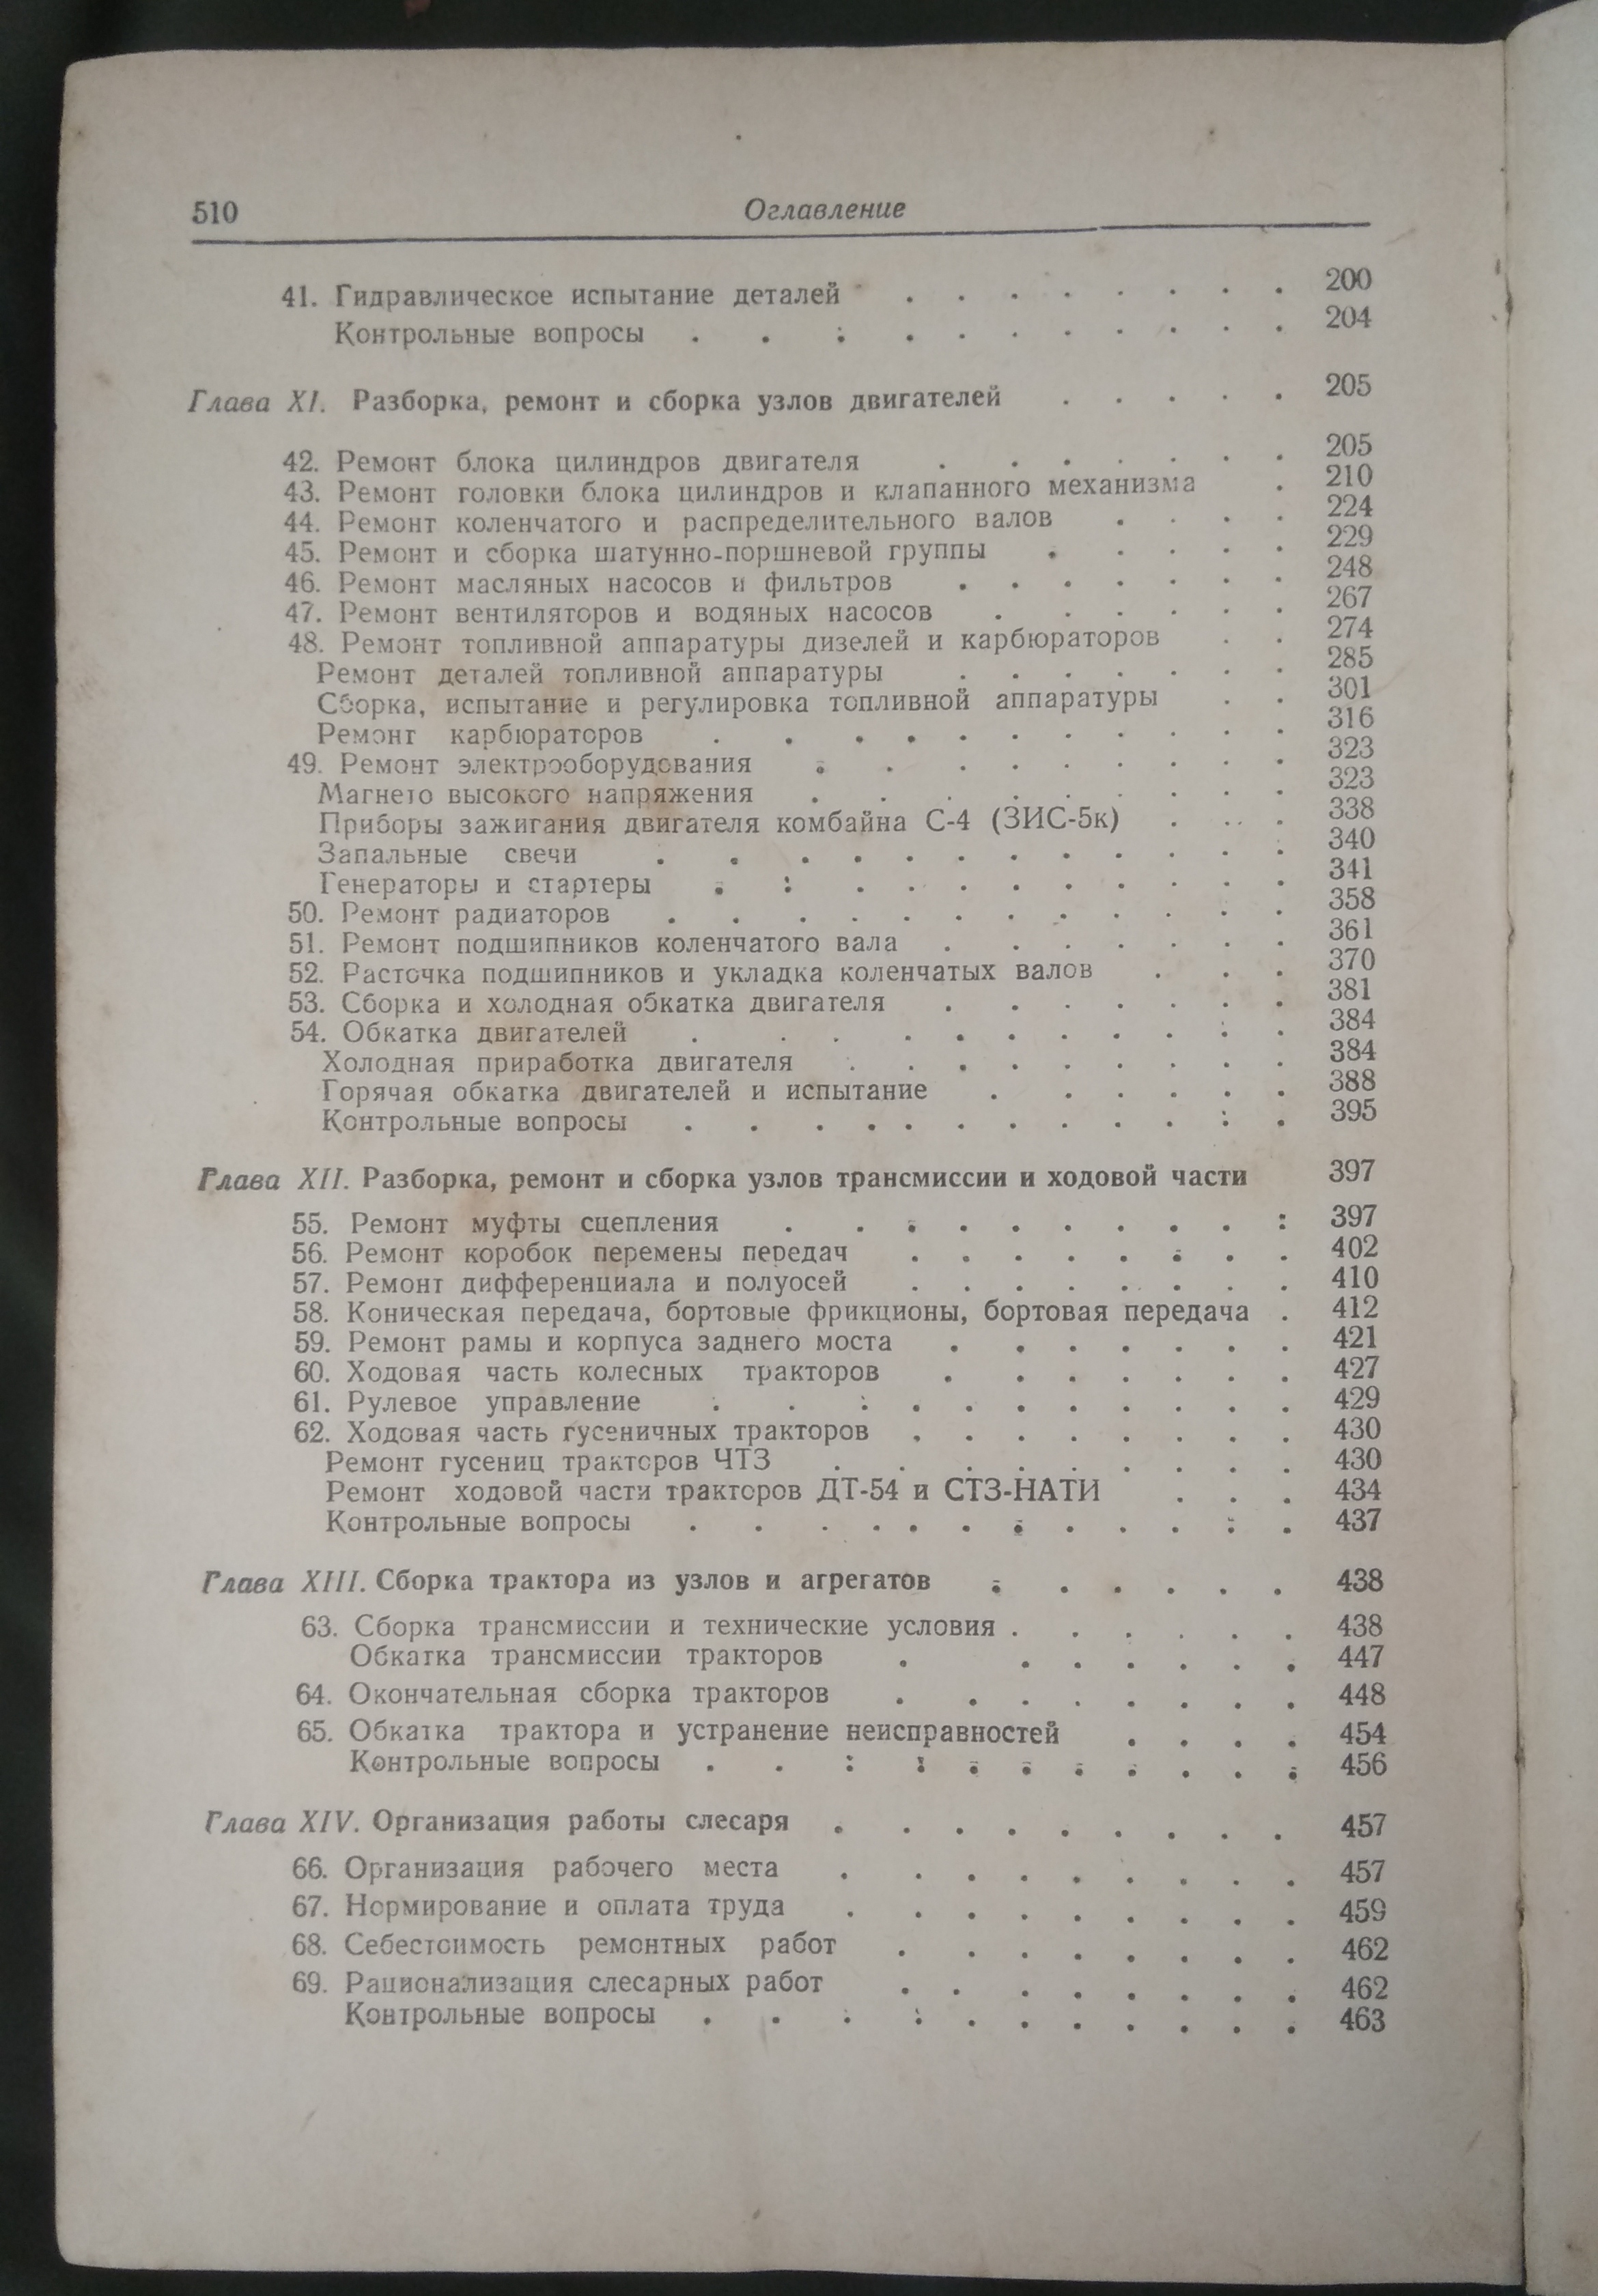 510 Оглавление
41. Гидравлическое испытание деталей . . . . . . . . 200
Контрольные вопросы . . . . . . . . . . . 204
Глава XI. Разборка, ремонт и сборка узлов двигателей . . . . . 205
42. Ремонт блока цилиндров двигателя . . . . . . . 205
43. Ремонт головки блока цилиндров и клапанного механизма . 210
44. Ремонт коленчатого и распределительного валов . . . . 224
45. Ремонт и сборка шатунно-поршневой группы . . . . . 229
46. Ремонт масляных насосов и фильтров . . . . . . . 248
47. Ремонт вентиляторов и водяных насосов . . . . . . 267
48. Ремонт топливной аппаратуры дизелей и карбюраторов . . 274
Ремонт деталей топливной аппаратуры . . . . . . . 285
Сборка, испытание и регулировка топливной аппаратуры . . 301
Ремонт карбюраторов . . . . . . . . . . . 316
49. Ремонт электрооборудования . . . . . . . . . 323
Магнето высокого напряжения . . . . . . . . . 323
Приборы зажигания двигателя комбайна С-4 (ЗИС-5к) . . . 338
Запальные свечи . . . . . . . . . . . . 340
Генераторы и стартеры . . . . . . . . . . . 341
50. Ремонт радиаторов . . . . . . . . . . . . 358
51. Ремонт подшипников коленчатого вала . . . . . . . 361
52. Расточка подшипников и укладка коленчатых валов . . . 370
53. Сборка и холодная обкатка двигателя . . . . . . . 381
54. Обкатка двигателей . . . . . . . . . . . 384
Холодная приработка двигателя . . . . . . . . . 384
Горячая обкатка двигателей и испытание . . . . . . 388
Контрольные вопросы . . . . . . . . . . . . 395
Глава XII. Разборка, ремонт и сборка узлов трансмиссии и ходовой части 397
55. Ремонт муфты сцепления . . . . . . . . . . 397
56. Ремонт коробок перемены передач . . . . . . . . 402
57. Ремонт дифференциала и полуосей . . . . . . . . 410
58. Коническая передача, бортовые фрикционы, бортовая передача . 412
59. Ремонт рамы и корпуса заднего моста . . . . . . . 421
60. Ходовая часть колесных тракторов . . . . . . . 427
61. Рулевое управление . . . . . . . . . . . 429
62. Ходовая часть гусеничных тракторов . . . . . . . . 430
Ремонт гусениц тракторов ЧТЗ . . . . . . . . . 430
Ремонт ходовой части тракторов ДТ-54 и СТЗ-НАТИ . . . 434
Контрольные вопросы . . . . . . . . . . . . 437
Глава XIII. Сборка трактора из узлов и агрегатов . . . . . . 438
63. Сборка трансмиссии и технические условия . . . . . . 438
Обкатка трансмиссии тракторов . . . . . . . 447
64. Окончательная сборка тракторов . . . . . . . . 448
65. Обкатка трактора и устранение неисправностей . . . . 454
Контрольные вопросы . . . . . . . . . . . 456
Глава XIV. Организация работы слесаря . . . . . . . . . 457
66. Организация рабочего места . . . . . . . . . 457
67. Нормирование и оплата труда . . . . . . . . . 459
68. Себестоимость ремонтных работ . . . . . . . . 462
69. Рационализация слесарных работ . . . . . . . . 462
Контрольные вопросы . . . . . . . . . . . 463